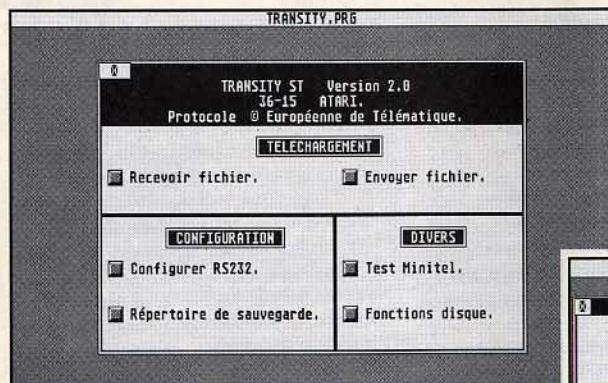 TRANSITY.PRG
TRANSITY ST Version 2.0
36-15 ATARI.
Protocole © Européenne de Télématique.
TELECHARGEMENT
Recevoir fichier.
Envoyer fichier.
CONFIGURATION
Configurer RS232.
Répertoire de sauvegarde.
DIVERS
Test Minitel.
Fonctions disque.